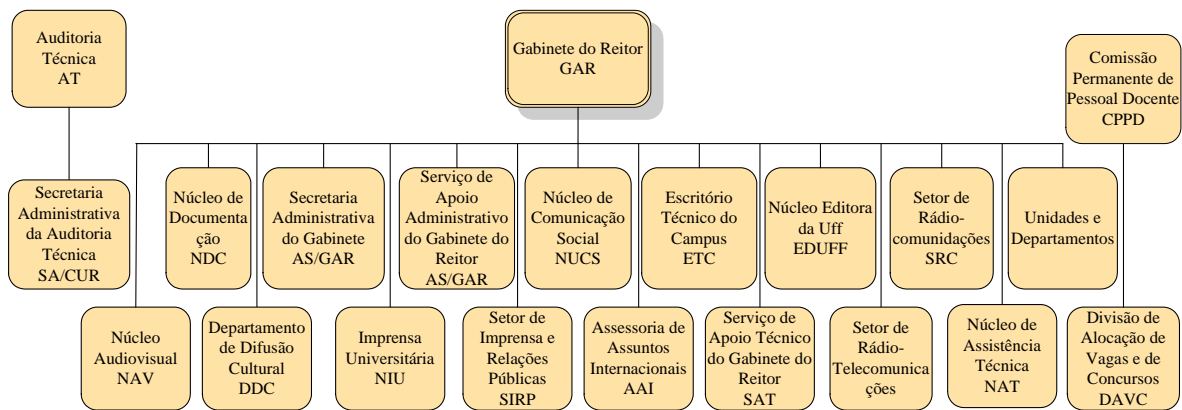 Auditoria
Técnica
AT
Gabinete do Reitor
GAR
Comissão
Permanente de
Pessoal Docente
CPPD
Secretaria
Administrativa
da Auditoria
Técnica
SA/CUR
Núcleo de
Documenta
ção
NDC
Secretaria
Administrativa
do Gabinete
AS/GAR
Serviço de
Apoio
Administrativo
do Gabinete do
Reitor
AS/GAR
Núcleo de
Comunicação
Social
NUCS
Escritório
Técnico do
Campus
ETC
Núcleo Editora
da Uff
EDUFF
Setor de
Rádio-
comunidações
SRC
Unidades e
Departamentos
Núcleo
Audiovisual
NAV
Departamento
de Difusão
Cultural
DDC
Imprensa
Universitária
NIU
Setor de
Imprensa e
Relações
Públicas
SIRP
Assessoria de
Assuntos
Internacionais
AAI
Serviço de
Apoio Técnico
do Gabinete do
Reitor
SAT
Setor de
Rádio-
Telecomunica
ções
Núcleo de
Assistência
Técnica
NAT
Divisão de
Alocação de
Vagas e de
Concursos
DAVC